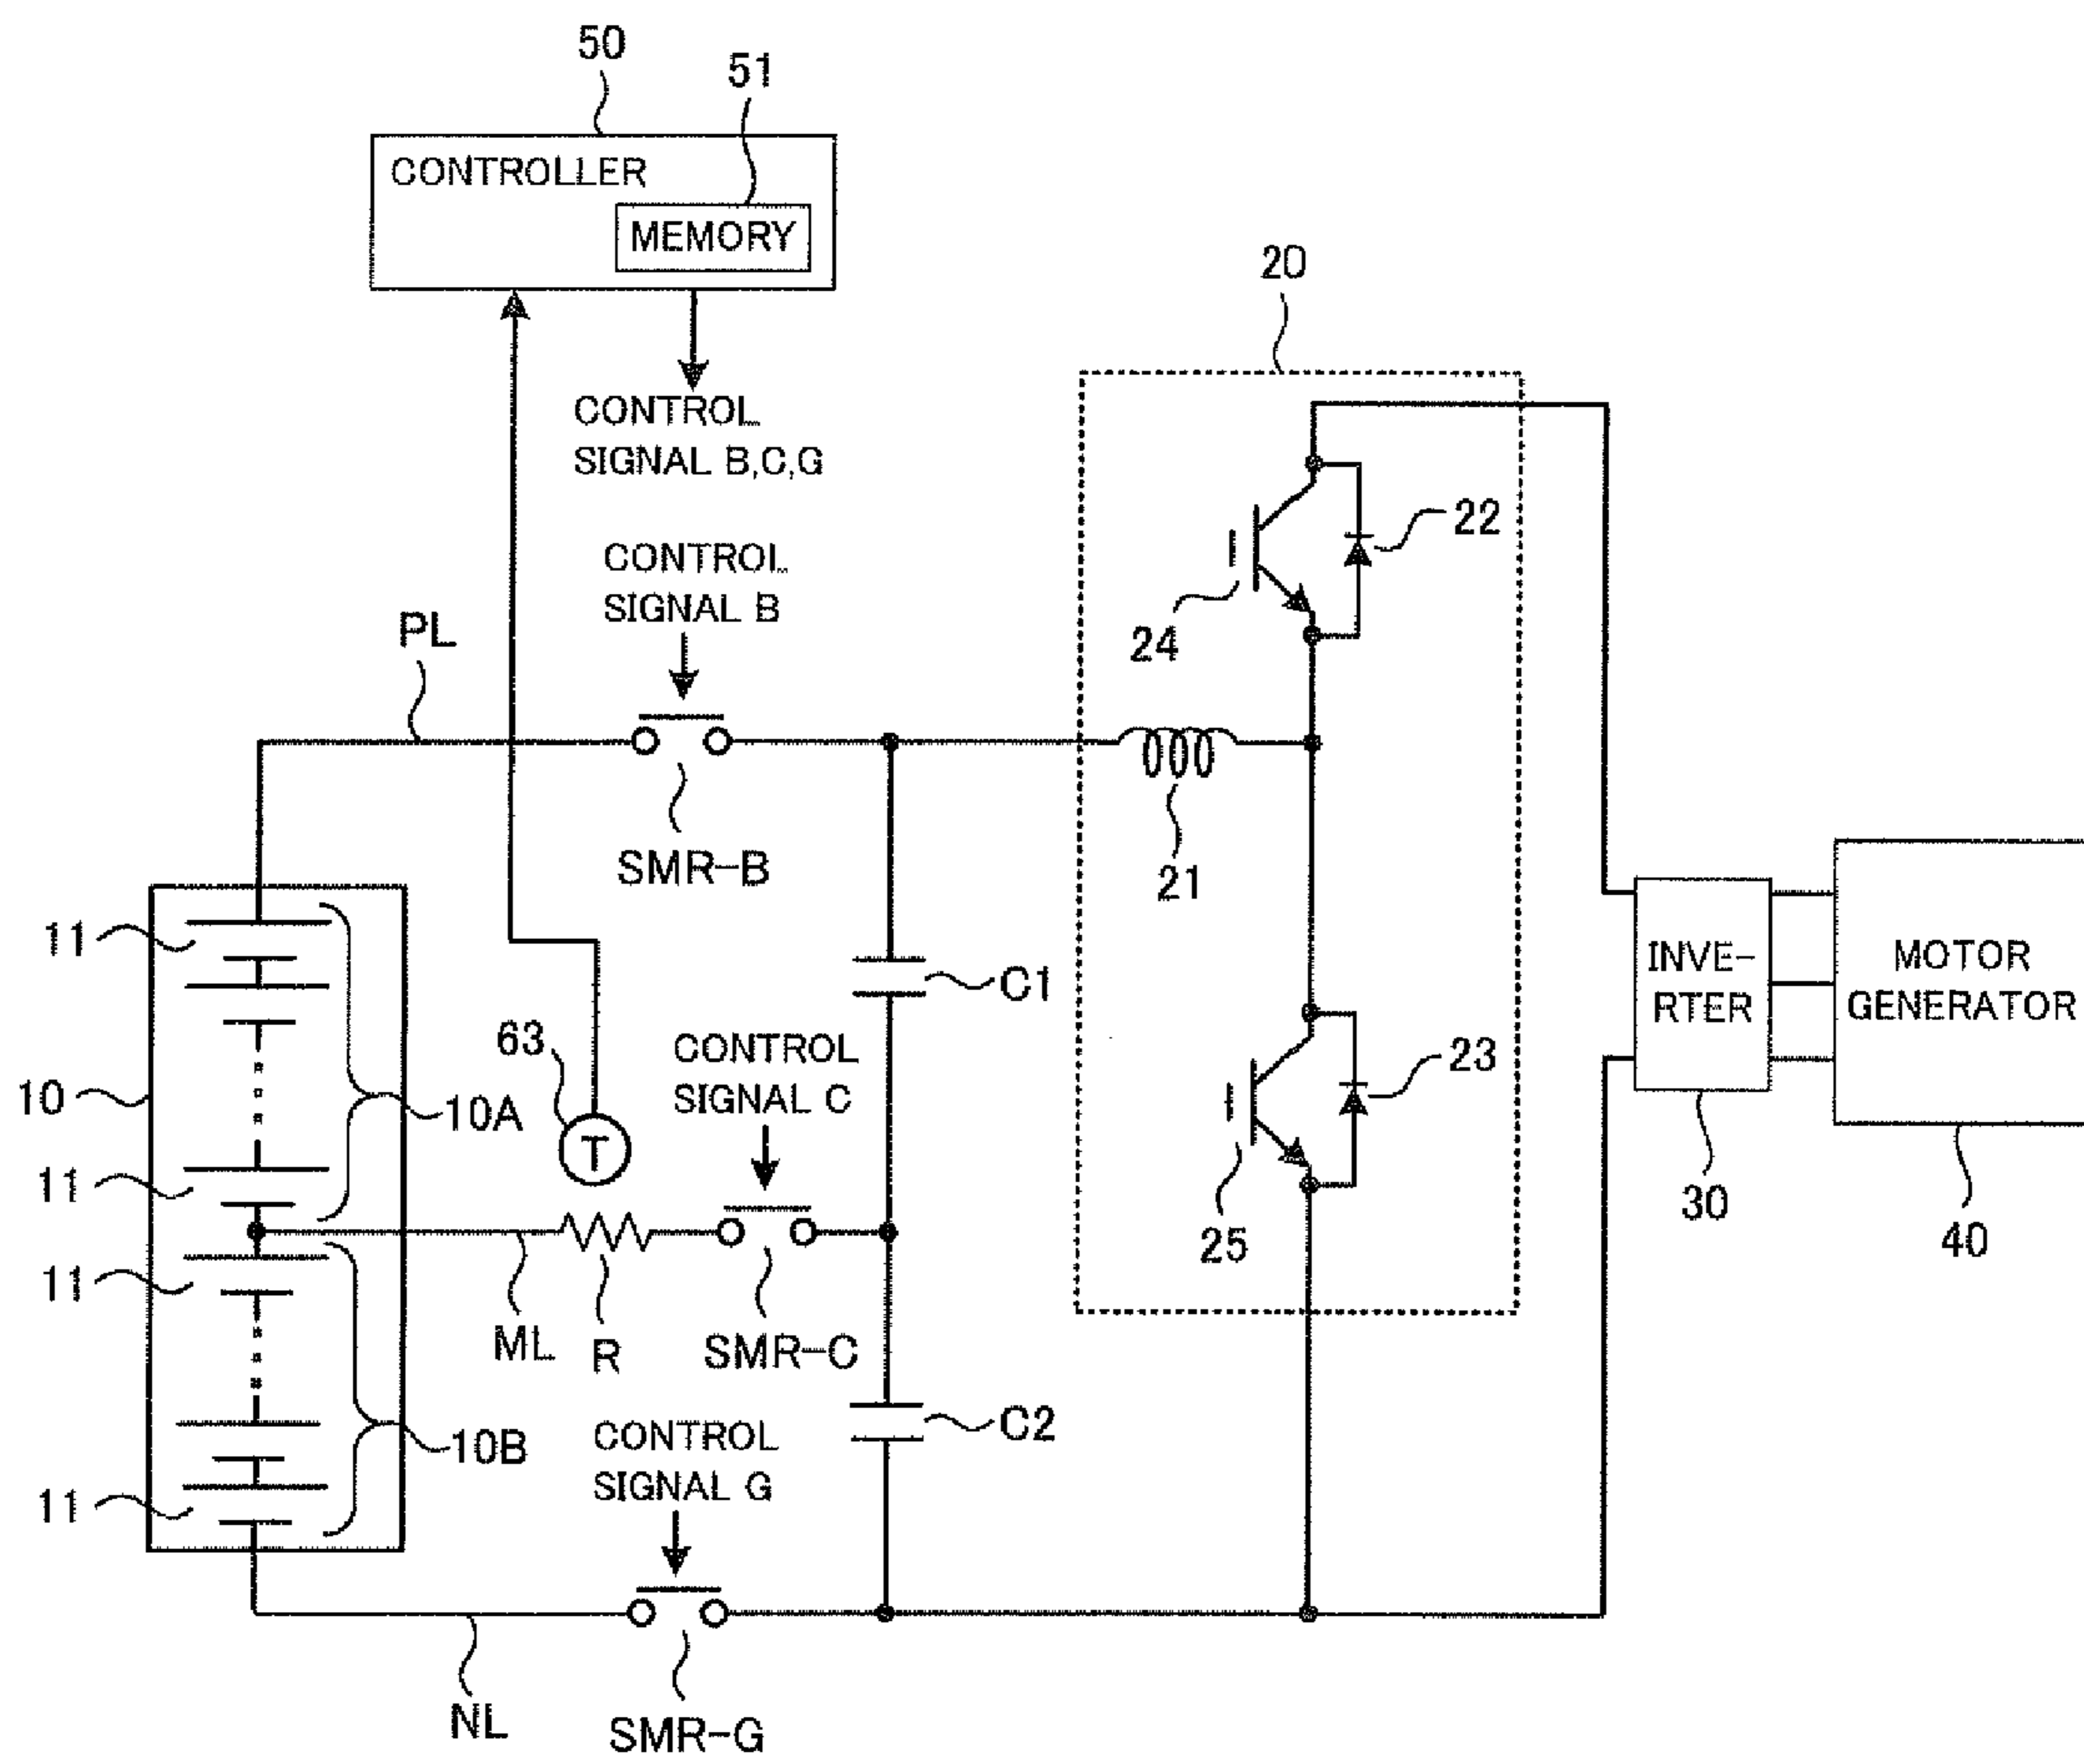 50
51
CONTROLLER
MEMORY
20
CONTROL
SIGNAL B,C,G
CONTROL
SIGNAL B
22
24
PL
SMR-B
21
11
C1
INVE-
RTER
MOTOR
GENERATOR
63
CONTROL
SIGNAL C
23
10
10A
T
11
30
40
25
11
ML
R
SMR-C
C2
CONTROL
SIGNAL G
10B
11
NL
SMR-G